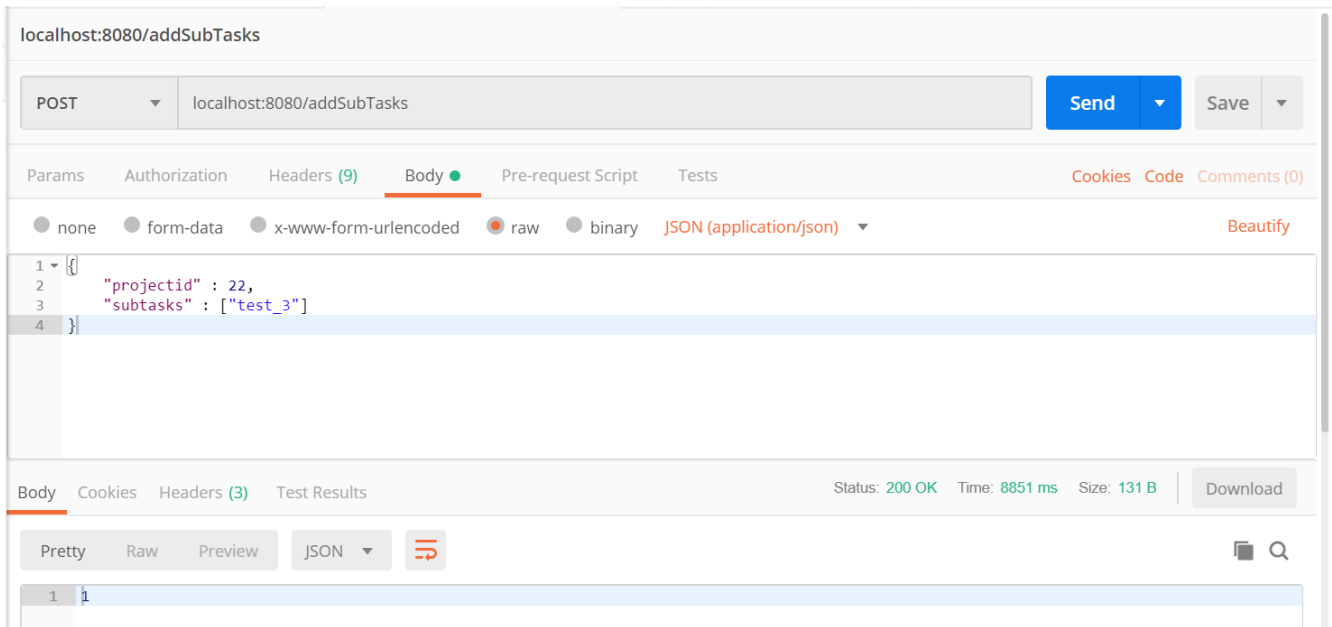 localhost:8080/addSubTasks
POST localhost:8080/addSubTasks Send Save
Params Authorization Headers (9) Body Pre-request Script Tests Cookies Code Comments (0)
none form-data x-www-form-urlencoded raw binary JSON (application/json) Beautify
1 {
2 "projectid" : 22,
3 "subtasks" : ["test_3"]
4 }
Body Cookies Headers (3) Test Results Status: 200 OK Time: 8851 ms Size: 131 B Download
Pretty Raw Preview JSON
1 1